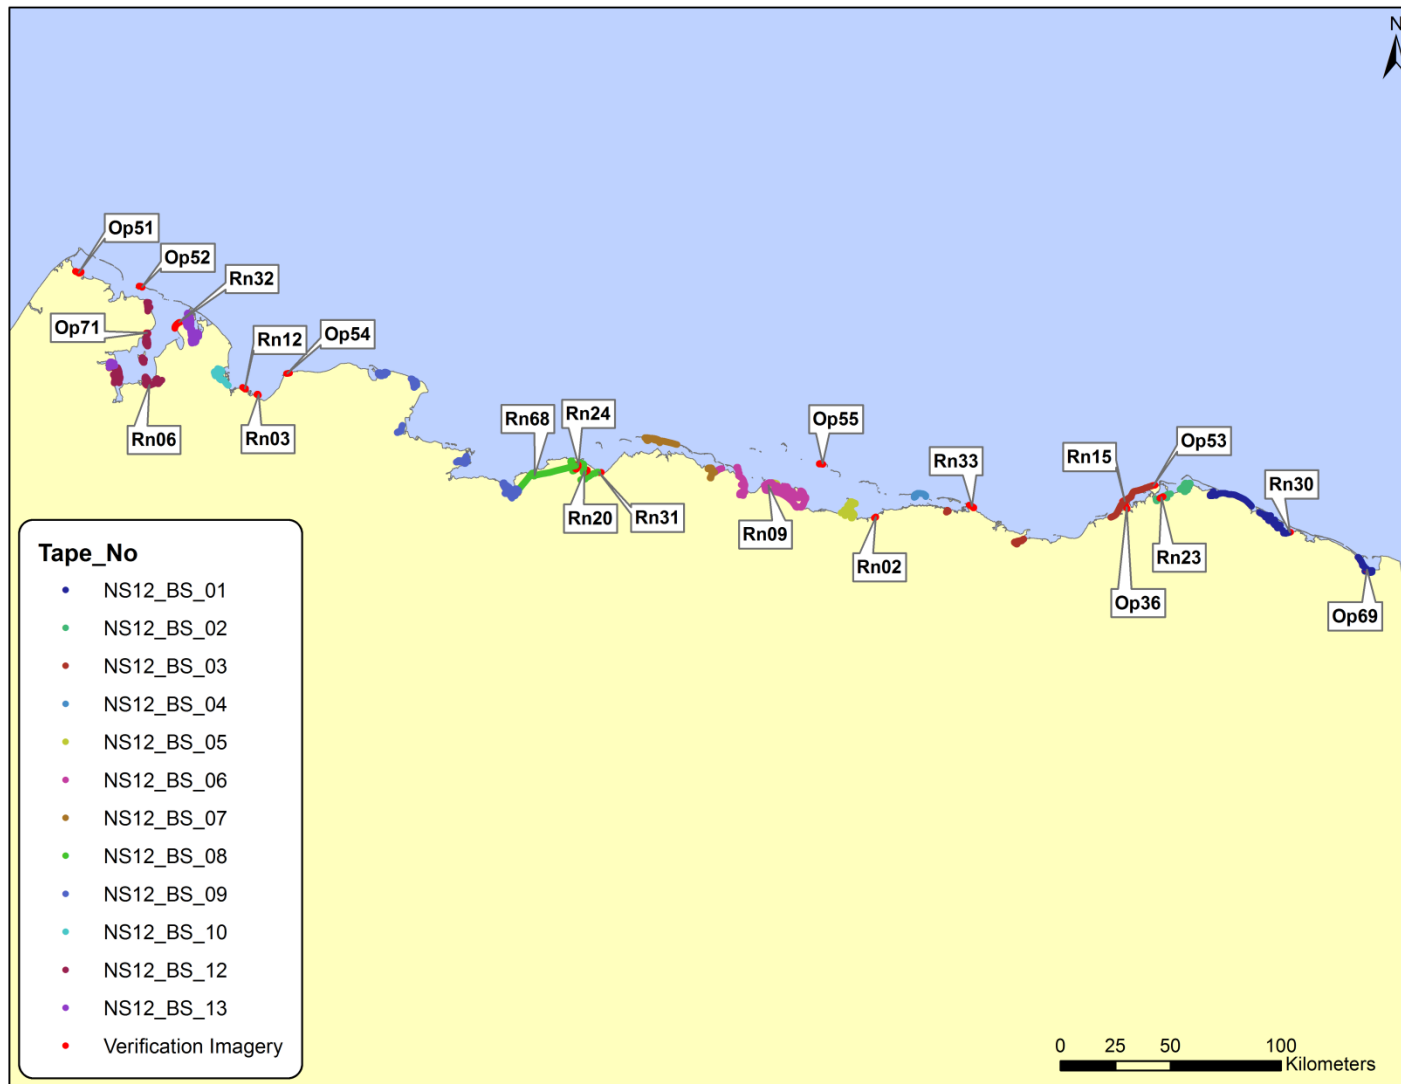 N
Op51
Op52
Rn32
Op71
Rn12
Op54
Rn06
Rn03
Rn68
Rn24
Op55
Rn33
Rn15
Op53
Rn30
Rn20
Rn31
Rn09
Rn02
Rn23
Op36
Op69
Tape_No
NS12_BS_01
NS12_BS_02
NS12_BS_03
NS12_BS_04
NS12_BS_05
NS12_BS_06
NS12_BS_07
NS12_BS_08
NS12_BS_09
NS12_BS_10
NS12_BS_12
NS12_BS_13
Verification Imagery
0 25 50 100
Kilometers